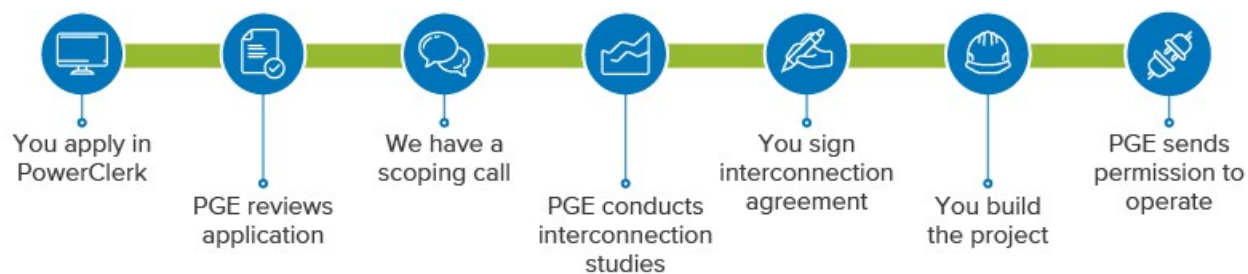 You apply in
PowerClerk
PGE reviews
application
We have a
scoping call
PGE conducts
interconnection
studies
You sign
interconnection
agreement
You build
the project
PGE sends
permission to
operate